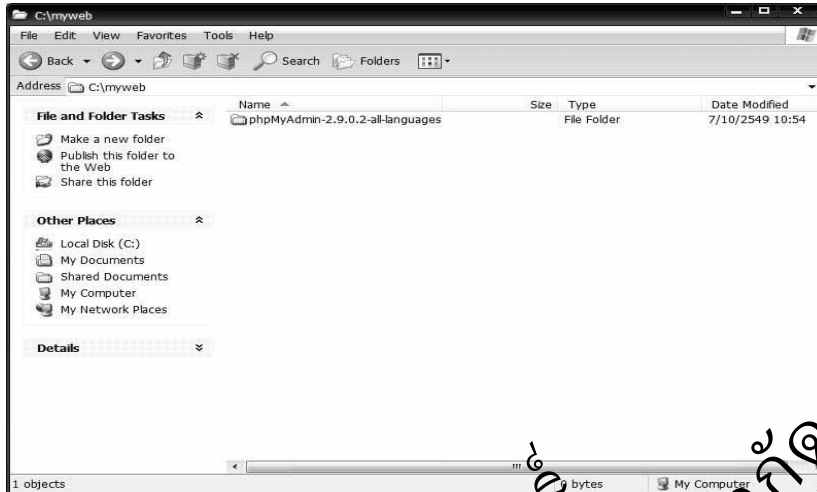 C:\myweb
File Edit View Favorites Tools Help
Back Search Folders
Address C:\myweb
File and Folder Tasks
Make a new folder
Publish this folder to
the Web
Share this folder
Other Places
Local Disk (C:)
My Documents
Shared Documents
My Computer
My Network Places
Details
Name Size Type Date Modified
phpMyAdmin-2.9.0.2-all-languages File Folder 7/10/2549 10:54
1 objects bytes My Computer